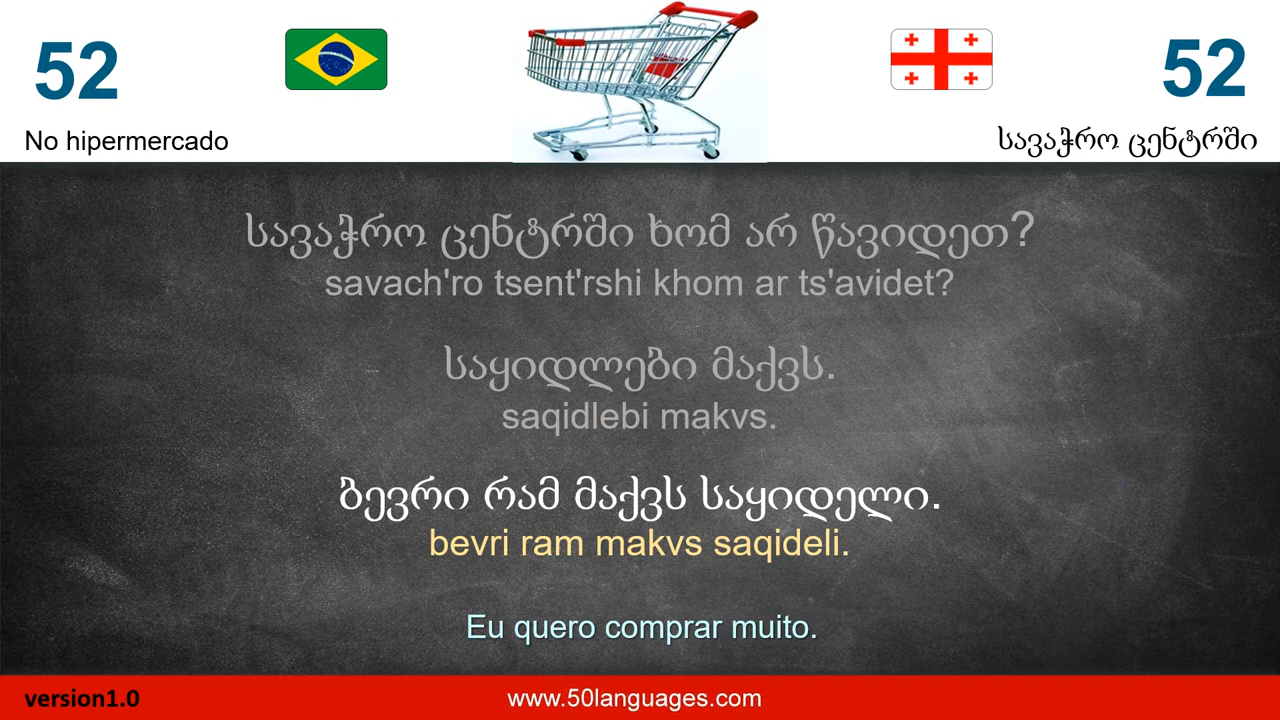 52
52
No hipermercado
სავაჭრო ცენტრში
სავაჭრო ცენტრში ხომ არ წავიდეთ?
savach'ro tsent'rshi khom ar ts'avidet?
საყიდლები მაქვს.
saqidlebi makvs.
ბევრი რამ მაქვს საყიდელი.
bevri ram makvs saqideli.
Eu quero comprar muito.
version1.0
www.50languages.com